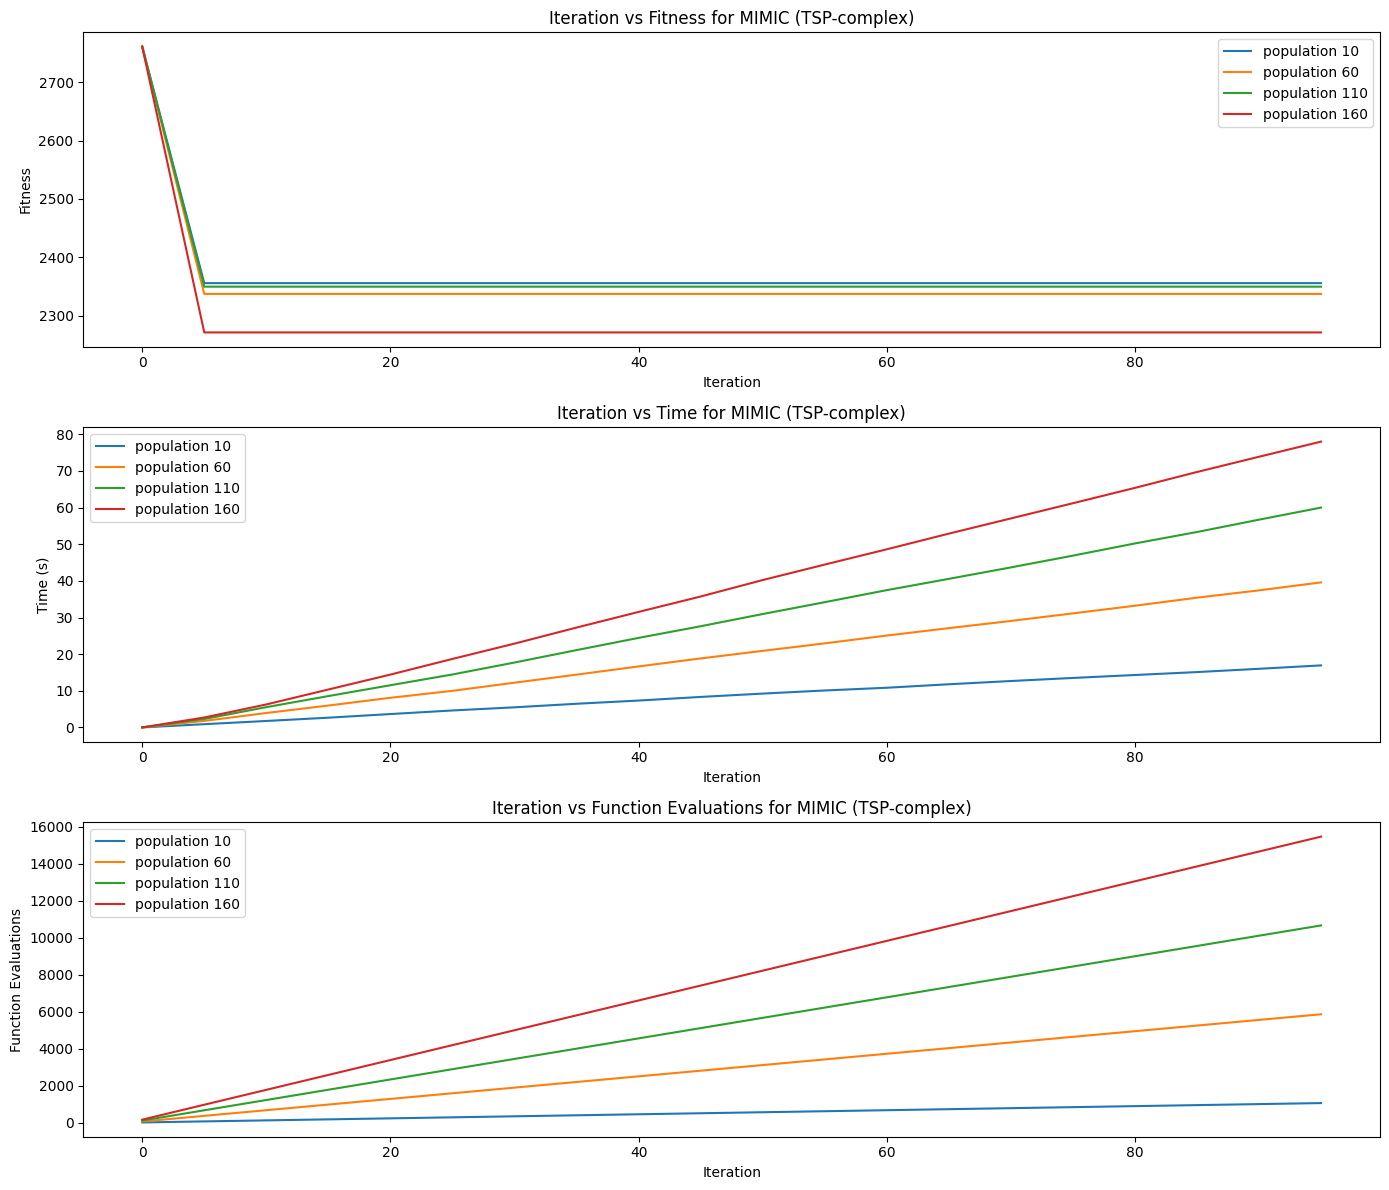 Iteration vs Fitness for MIMIC (TSP-complex)
population 10
population 60
population 110
population 160
2700
2600
2500
2400
2300
Fitness
0 20 40 60 80
Iteration
Iteration vs Time for MIMIC (TSP-complex)
population 10
population 60
population 110
population 160
80
70
60
50
40
30
20
10
0
Time (s)
0 20 40 60 80
Iteration
Iteration vs Function Evaluations for MIMIC (TSP-complex)
population 10
population 60
population 110
population 160
16000
14000
12000
10000
8000
6000
4000
2000
0
Function Evaluations
0 20 40 60 80
Iteration